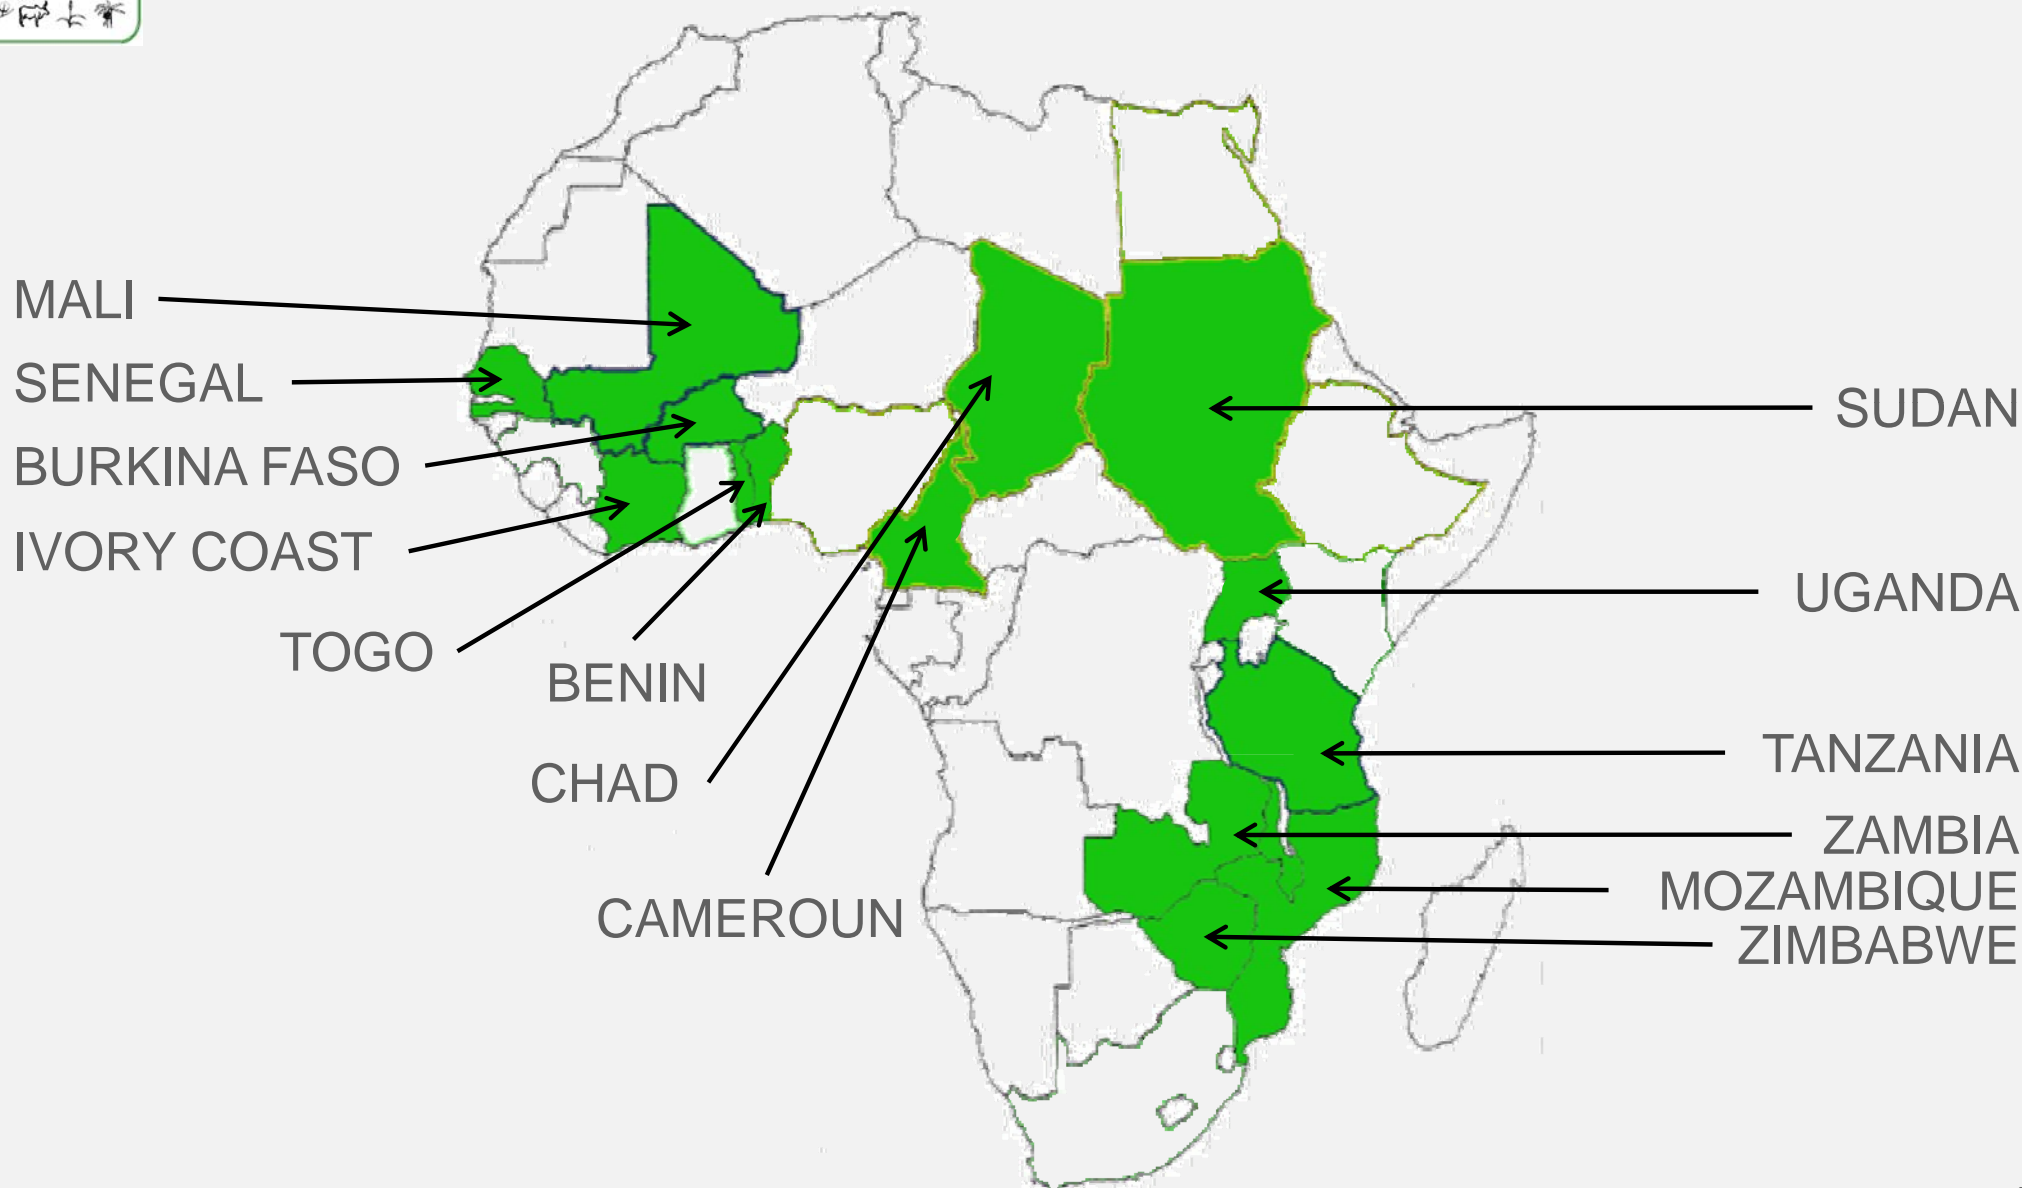 MALI
SENEGAL
BURKINA FASO
IVORY COAST
TOGO
BENIN
CHAD
CAMEROUN
SUDAN
UGANDA
TANZANIA
ZAMBIA
MOZAMBIQUE
ZIMBABWE